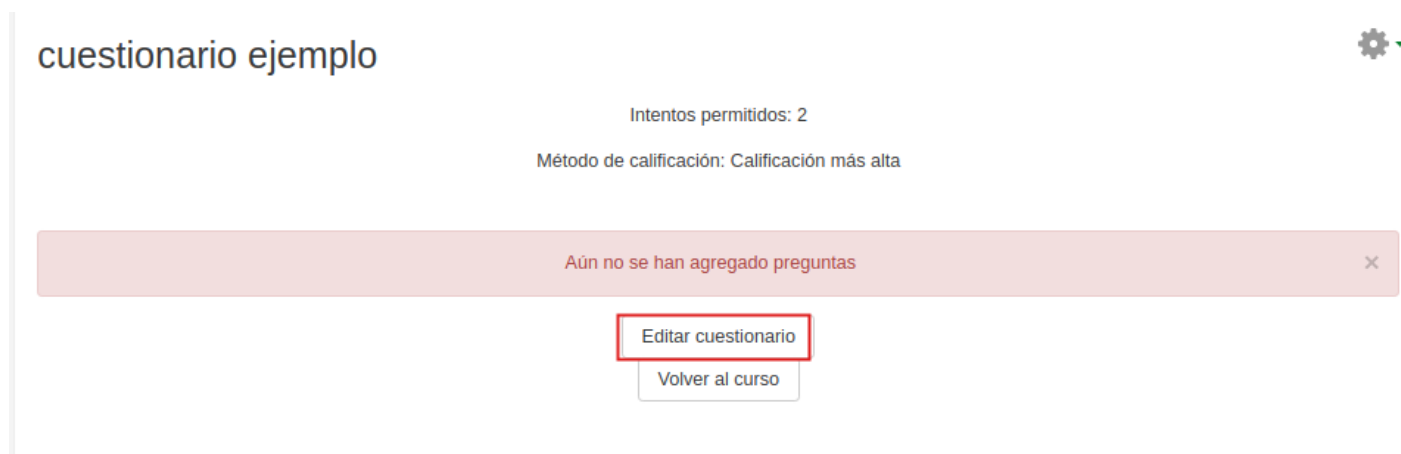 cuestionario ejemplo
Intentos permitidos: 2
Método de calificación: Calificación más alta
Aún no se han agregado preguntas
×
Editar cuestionario
Volver al curso